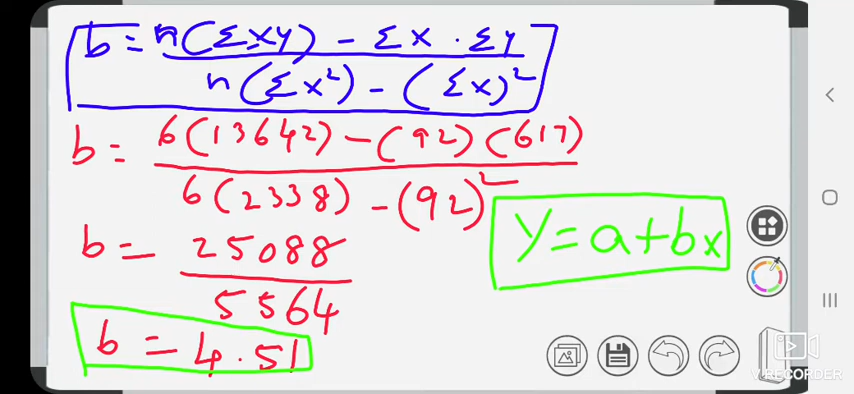 b = n(Σxy) - Σx . Σy
n(Σx²) - (Σx)²
b = 6(13642) - (92)(617)
6(2338) - (92)²
y = a + bx
b = 25088
5564
b = 4.51
V RECORDER